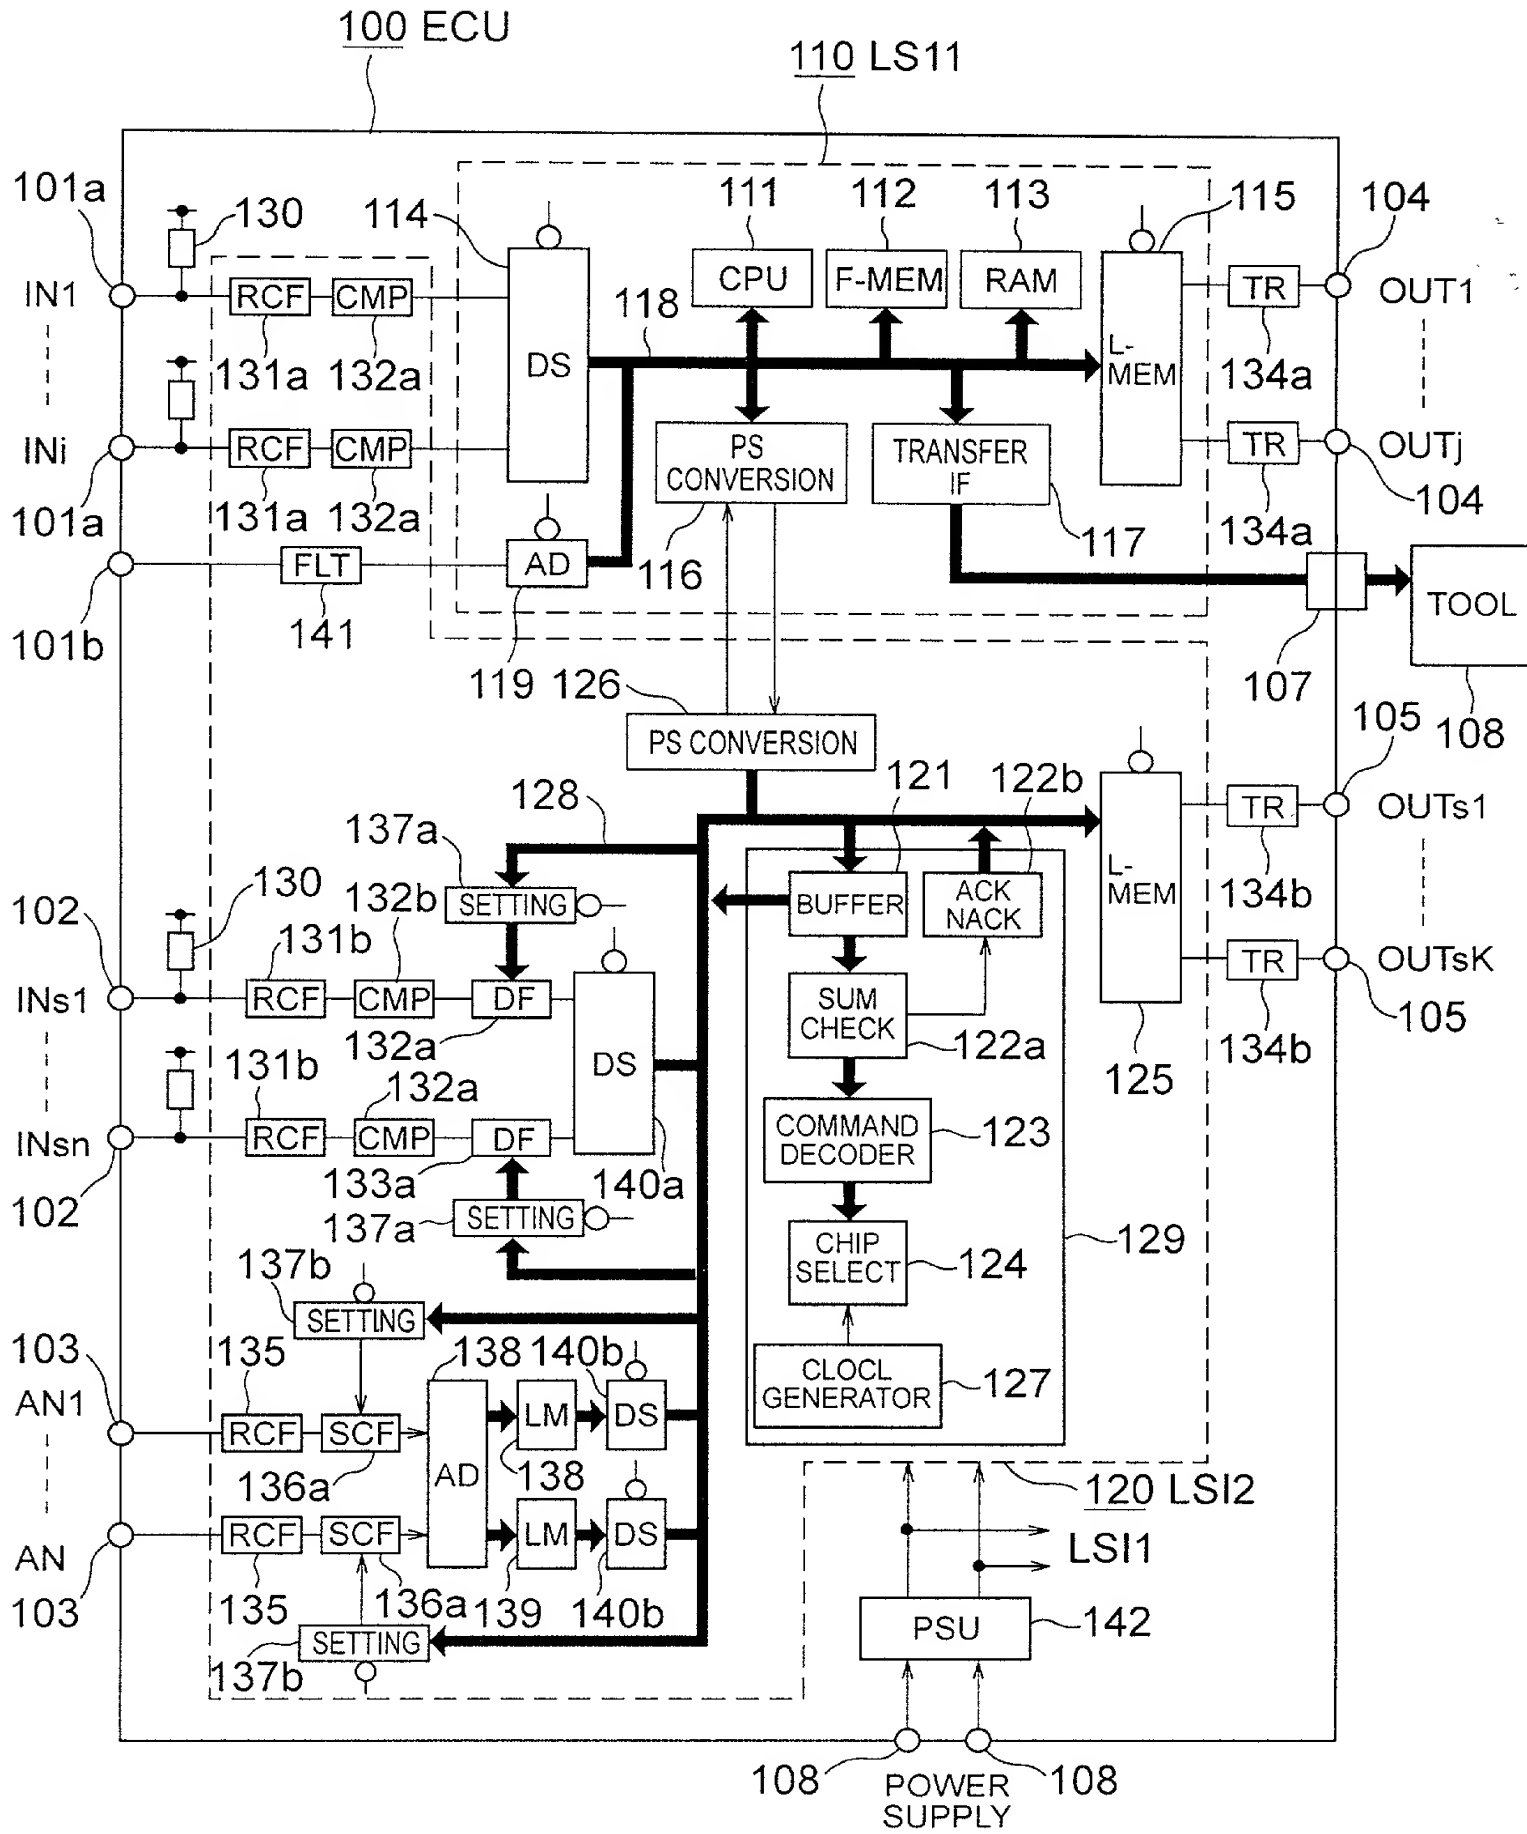 100 ECU
110 LS11
101a
130
114
111
112
113
115
104
CPU
F-MEM
RAM
IN1
RCF
CMP
118
TR
OUT1
131a
132a
DS
L-
MEM
134a
INi
RCF
CMP
PS
CONVERSION
TRANSFER
IF
TR
OUTj
101a
131a
132a
104
134a
117
FLT
AD
116
TOOL
101b
141
119
126
107
108
PS CONVERSION
105
128
121
122b
137a
TR
OUTs1
SETTING
BUFFER
ACK
NACK
L-
MEM
102
130
132b
131b
134b
INs1
RCF
CMP
DF
SUM
CHECK
TR
OUTsK
132a
DS
122a
105
131b
132a
125
134b
INsn
RCF
CMP
DF
COMMAND
DECODER
123
133a
140a
102
137a
SETTING
CHIP
SELECT
124
129
137b
SETTING
103
135
138
140b
CLOCL
GENERATOR
127
AN1
RCF
SCF
LM
DS
136a
AD
138
120 LSI2
AN
RCF
SCF
LM
DS
LSI1
103
135
136a
139
140b
PSU
142
SETTING
137b
108
108
POWER
SUPPLY